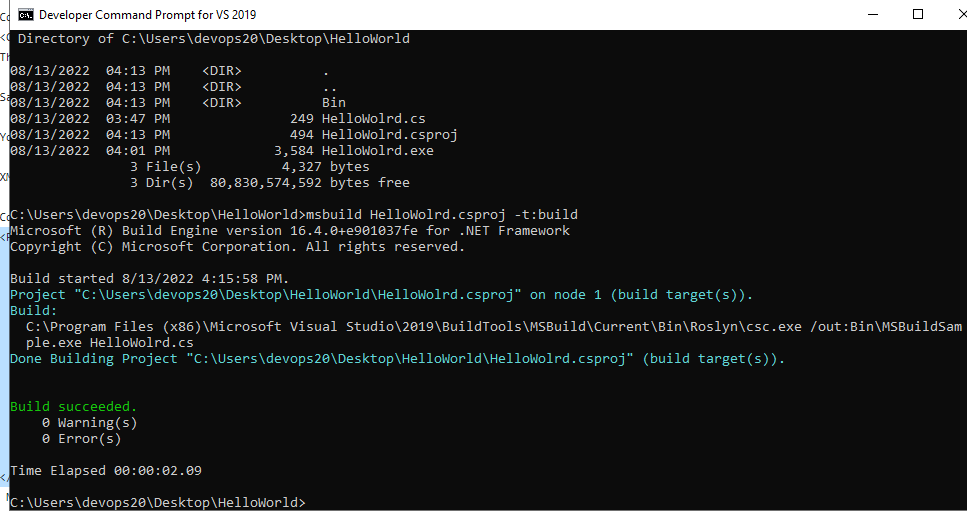 Developer Command Prompt for VS 2019
Directory of C:\Users\devops20\Desktop\HelloWorld
08/13/2022  04:13 PM    <DIR>          .
08/13/2022  04:13 PM    <DIR>          ..
08/13/2022  04:13 PM    <DIR>          Bin
08/13/2022  03:47 PM               249 HelloWolrd.cs
08/13/2022  04:13 PM               494 HelloWolrd.csproj
08/13/2022  04:01 PM             3,584 HelloWolrd.exe
3 File(s)          4,327 bytes
3 Dir(s)  80,830,574,592 bytes free
C:\Users\devops20\Desktop\HelloWorld>msbuild HelloWolrd.csproj -t:build
Microsoft (R) Build Engine version 16.4.0+e901037fe for .NET Framework
Copyright (C) Microsoft Corporation. All rights reserved.
Build started 8/13/2022 4:15:58 PM.
Project "C:\Users\devops20\Desktop\HelloWorld\HelloWolrd.csproj" on node 1 (build target(s)).
Build:
C:\Program Files (x86)\Microsoft Visual Studio\2019\BuildTools\MSBuild\Current\Bin\Roslyn\csc.exe /out:Bin\MSBuildSam
ple.exe HelloWolrd.cs
Done Building Project "C:\Users\devops20\Desktop\HelloWorld\HelloWolrd.csproj" (build target(s)).
Build succeeded.
0 Warning(s)
0 Error(s)
Time Elapsed 00:00:02.09
C:\Users\devops20\Desktop\HelloWorld>